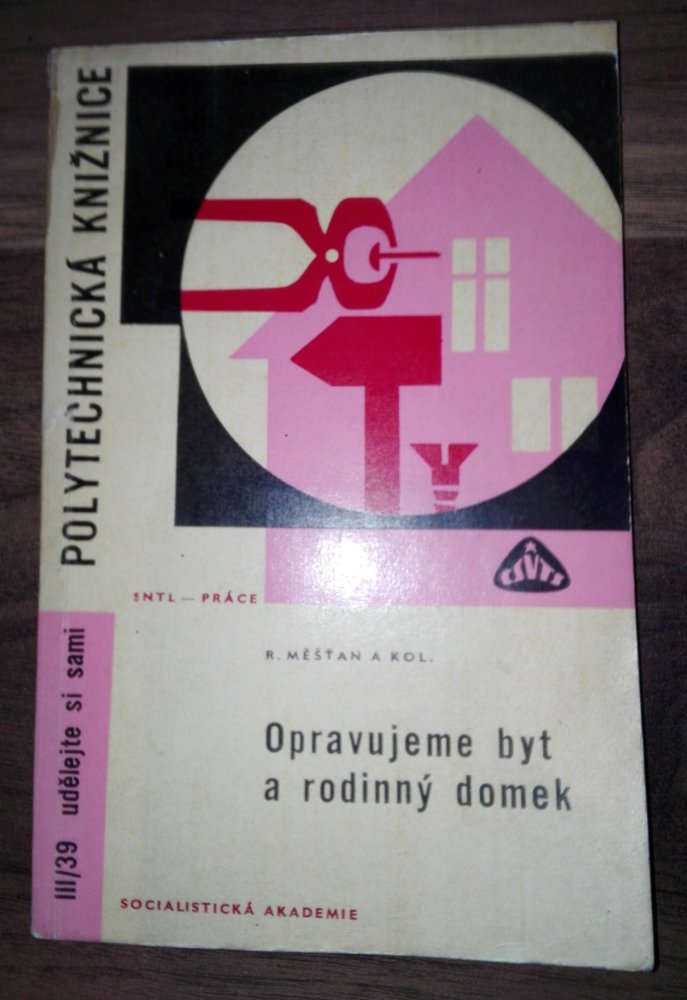 POLYTECHNICKÁ KNIŽNICE
III/39 udělejte si sami
ČSVTS
SNTL — PRÁCE
R. MĚŠŤAN A KOL.
Opravujeme byt
a rodinný domek
SOCIALISTICKÁ AKADEMIE